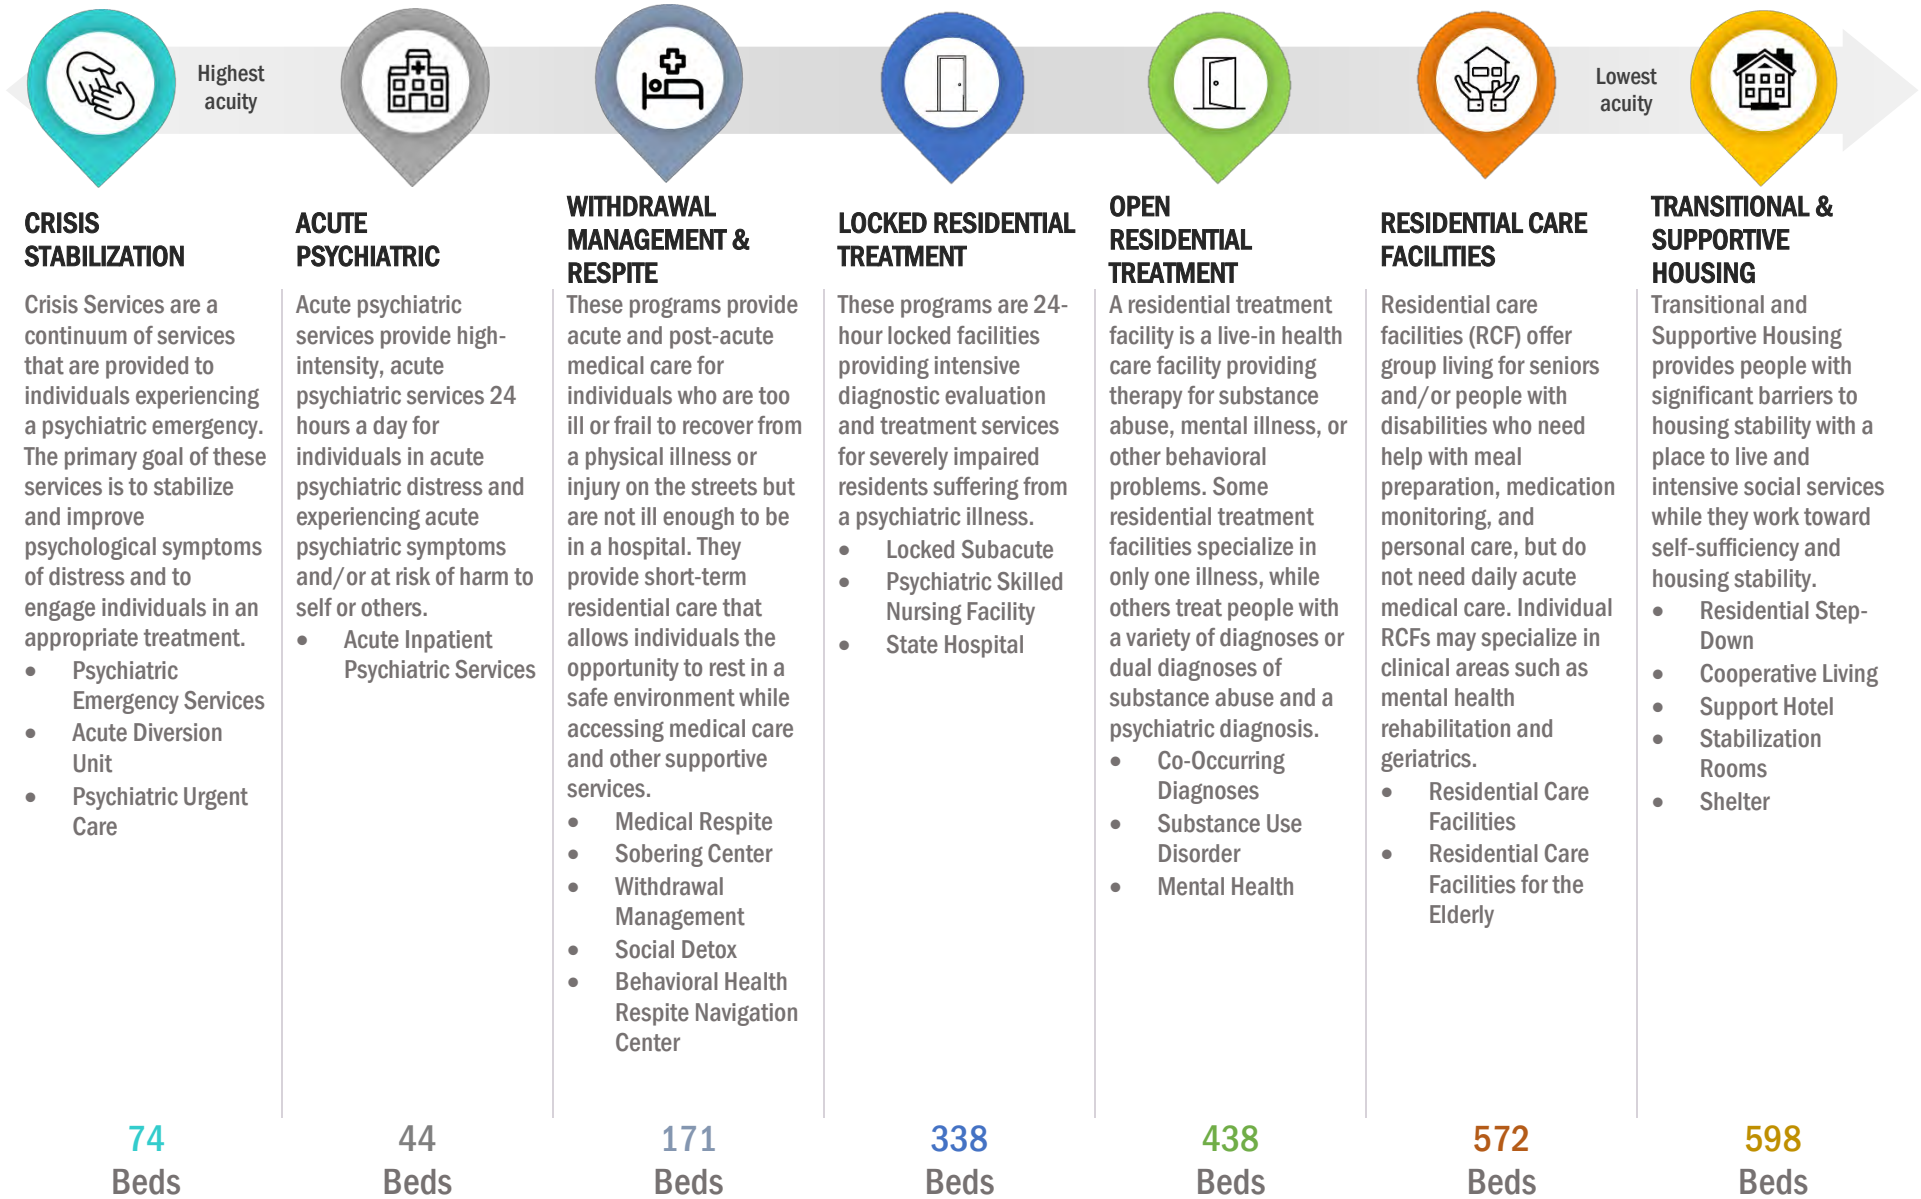 Highest
acuity
Lowest
acuity
CRISIS
STABILIZATION
Crisis Services are a
continuum of services
that are provided to
individuals experiencing
a psychiatric emergency.
The primary goal of these
services is to stabilize
and improve
psychological symptoms
of distress and to
engage individuals in an
appropriate treatment.
• Psychiatric
Emergency Services
• Acute Diversion
Unit
• Psychiatric Urgent
Care
74
Beds
ACUTE
PSYCHIATRIC
Acute psychiatric
services provide high-
intensity, acute
psychiatric services 24
hours a day for
individuals in acute
psychiatric distress and
experiencing acute
psychiatric symptoms
and/or at risk of harm to
self or others.
• Acute Inpatient
Psychiatric Services
44
Beds
WITHDRAWAL
MANAGEMENT &
RESPITE
These programs provide
acute and post-acute
medical care for
individuals who are too
ill or frail to recover from
a physical illness or
injury on the streets but
are not ill enough to be
in a hospital. They
provide short-term
residential care that
allows individuals the
opportunity to rest in a
safe environment while
accessing medical care
and other supportive
services.
• Medical Respite
• Sobering Center
• Withdrawal
Management
• Social Detox
• Behavioral Health
Respite Navigation
Center
171
Beds
LOCKED RESIDENTIAL
TREATMENT
These programs are 24-
hour locked facilities
providing intensive
diagnostic evaluation
and treatment services
for severely impaired
residents suffering from
a psychiatric illness.
• Locked Subacute
• Psychiatric Skilled
Nursing Facility
• State Hospital
338
Beds
OPEN
RESIDENTIAL
TREATMENT
A residential treatment
facility is a live-in health
care facility providing
therapy for substance
abuse, mental illness, or
other behavioral
problems. Some
residential treatment
facilities specialize in
only one illness, while
others treat people with
a variety of diagnoses or
dual diagnoses of
substance abuse and a
psychiatric diagnosis.
• Co-Occurring
Diagnoses
• Substance Use
Disorder
• Mental Health
438
Beds
RESIDENTIAL CARE
FACILITIES
Residential care
facilities (RCF) offer
group living for seniors
and/or people with
disabilities who need
help with meal
preparation, medication
monitoring, and
personal care, but do
not need daily acute
medical care. Individual
RCFs may specialize in
clinical areas such as
mental health
rehabilitation and
geriatrics.
• Residential Care
Facilities
• Residential Care
Facilities for the
Elderly
572
Beds
TRANSITIONAL &
SUPPORTIVE
HOUSING
Transitional and
Supportive Housing
provides people with
significant barriers to
housing stability with a
place to live and
intensive social services
while they work toward
self-sufficiency and
housing stability.
• Residential Step-
Down
• Cooperative Living
• Support Hotel
• Stabilization
Rooms
• Shelter
598
Beds